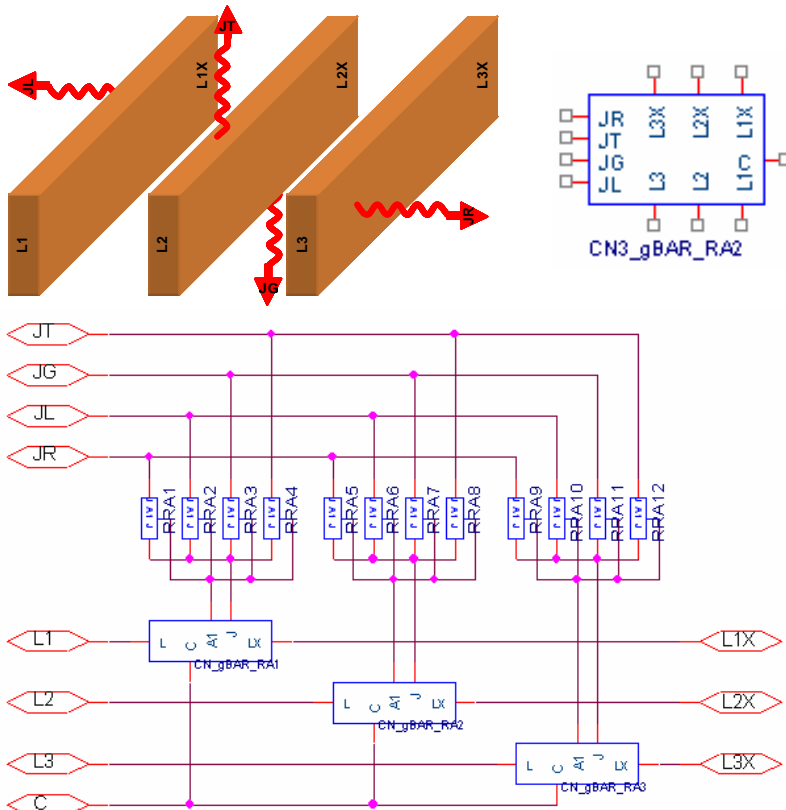 JT
L1X
L2X
L3X
JL
JR
JG
L1
L2
L3
JR
JT
JG
JL
L3X
L2X
L1X
L3
L2
L1
C
CN3_gBAR_RA2
JT
JG
JL
JR
RRA1
RRA2
RRA3
RRA4
RRA5
RRA6
RRA7
RRA8
RRA9
RRA10
RRA11
RRA12
L1
L C A1 J LX
L1X
CN_gBAR_RA1
L2
L C A1 J LX
L2X
CN_gBAR_RA2
L3
L C A1 J LX
L3X
CN_gBAR_RA3
C